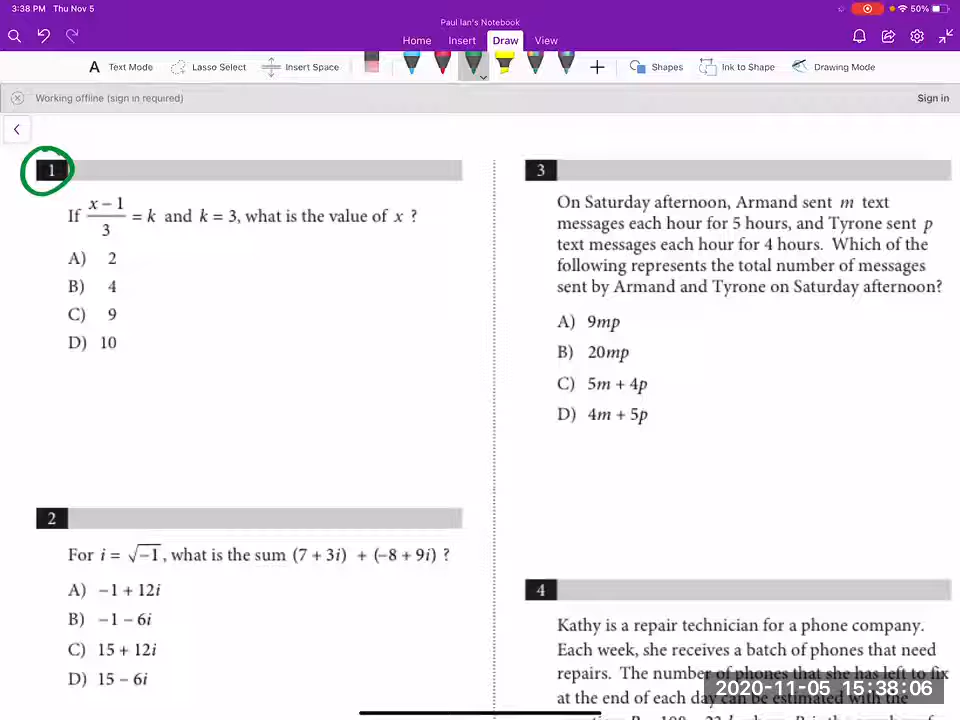 3:38 PM Thu Nov 5
50%
Paul Ian's Notebook
Home Insert Draw View
A Text Mode Lasso Select Insert Space Shapes Ink to Shape Drawing Mode
Working offline (sign in required) Sign in
1
If x − 1 / 3 = k and k = 3, what is the value of x ?
A) 2
B) 4
C) 9
D) 10
2
For i = √−1, what is the sum (7 + 3i) + (−8 + 9i) ?
A) −1 + 12i
B) −1 − 6i
C) 15 + 12i
D) 15 − 6i
3
On Saturday afternoon, Armand sent m text
messages each hour for 5 hours, and Tyrone sent p
text messages each hour for 4 hours. Which of the
following represents the total number of messages
sent by Armand and Tyrone on Saturday afternoon?
A) 9mp
B) 20mp
C) 5m + 4p
D) 4m + 5p
4
Kathy is a repair technician for a phone company.
Each week, she receives a batch of phones that need
repairs. The number of phones that she has left to fix
at the end of each day can be estimated with the
2020-11-05 15:38:06